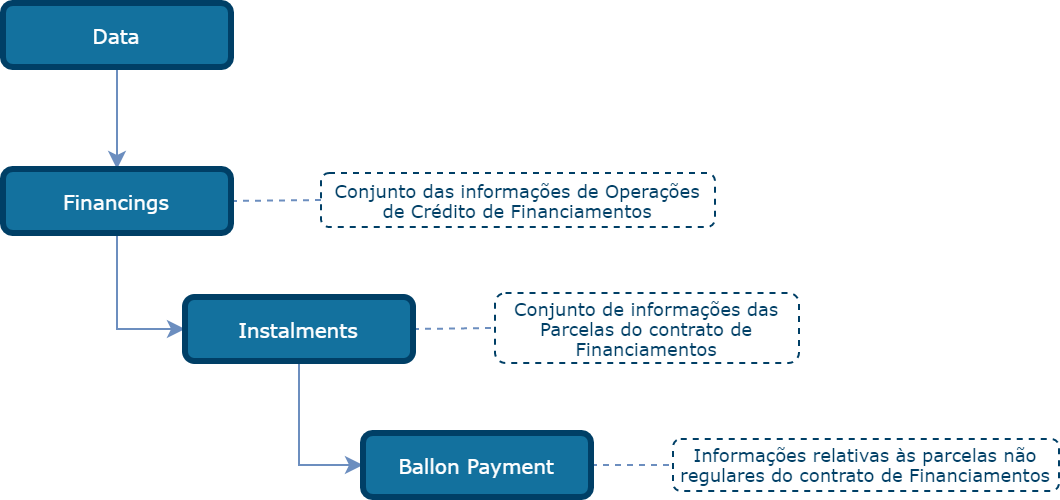 Data
Financings
Conjunto das informações de Operações
de Crédito de Financiamentos
Instalments
Conjunto de informações das
Parcelas do contrato de
Financiamentos
Ballon Payment
Informações relativas às parcelas não
regulares do contrato de Financiamentos